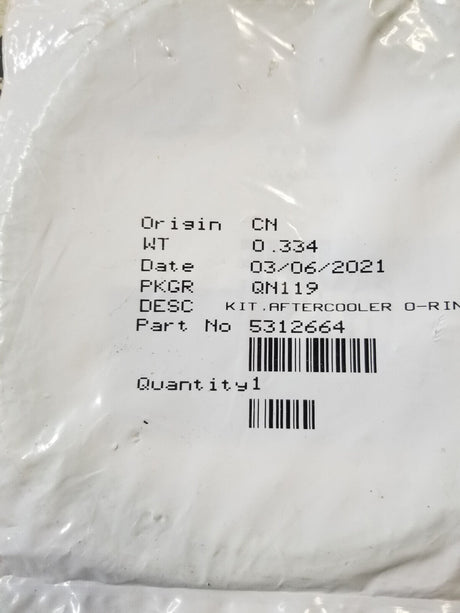 Origin CN
WT 0.334
Date 03/06/2021
PKGR QN119
DESC KIT.AFTERCOOLER O-RIN
Part No 5312664
Quantity1